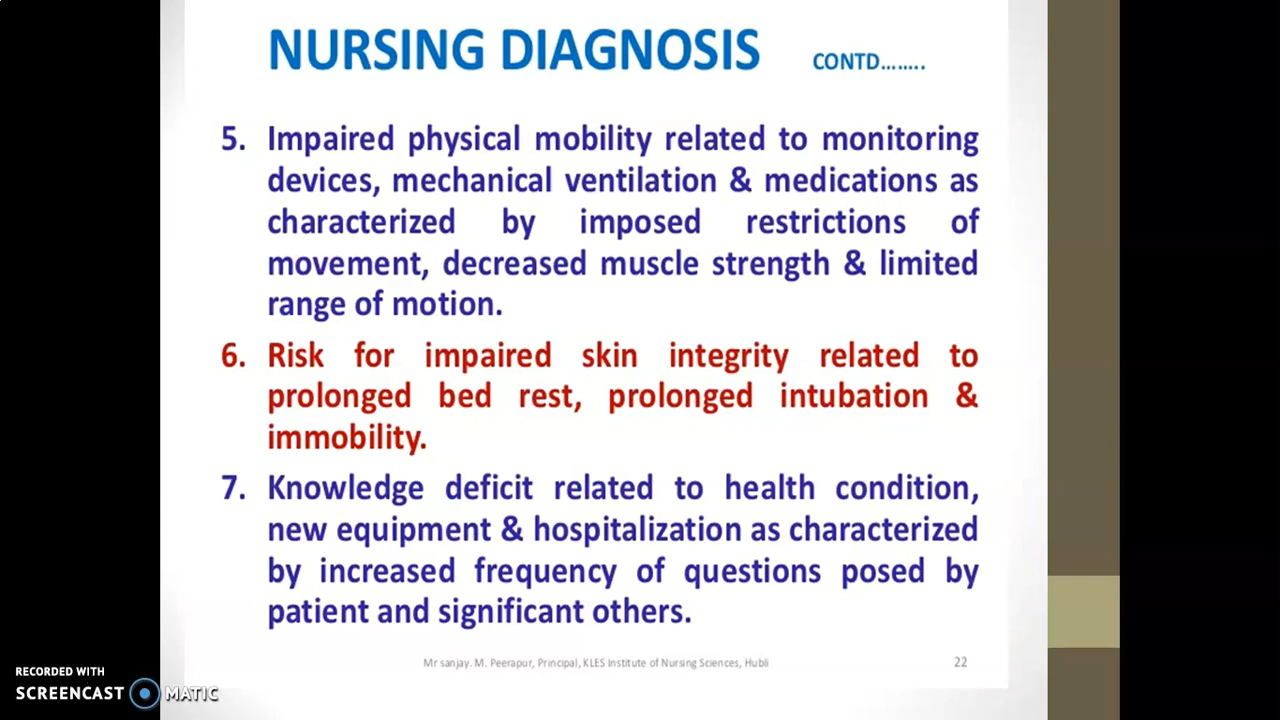 NURSING DIAGNOSIS CONTD……..
5. Impaired physical mobility related to monitoring
devices, mechanical ventilation & medications as
characterized by imposed restrictions of
movement, decreased muscle strength & limited
range of motion.
6. Risk for impaired skin integrity related to
prolonged bed rest, prolonged intubation &
immobility.
7. Knowledge deficit related to health condition,
new equipment & hospitalization as characterized
by increased frequency of questions posed by
patient and significant others.
Mr sanjay. M. Peerapur, Principal, KLES Institute of Nursing Sciences, Hubli 22
RECORDED WITH
SCREENCAST MATIC